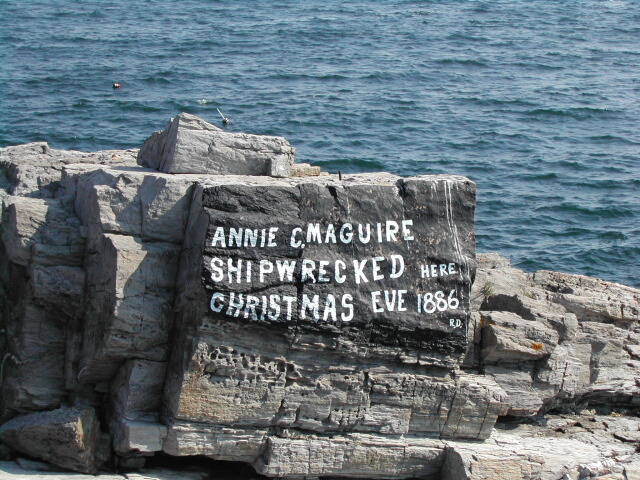 ANNIE C. MAGUIRE
SHIPWRECKED HERE
CHRISTMAS EVE 1886
R.D.